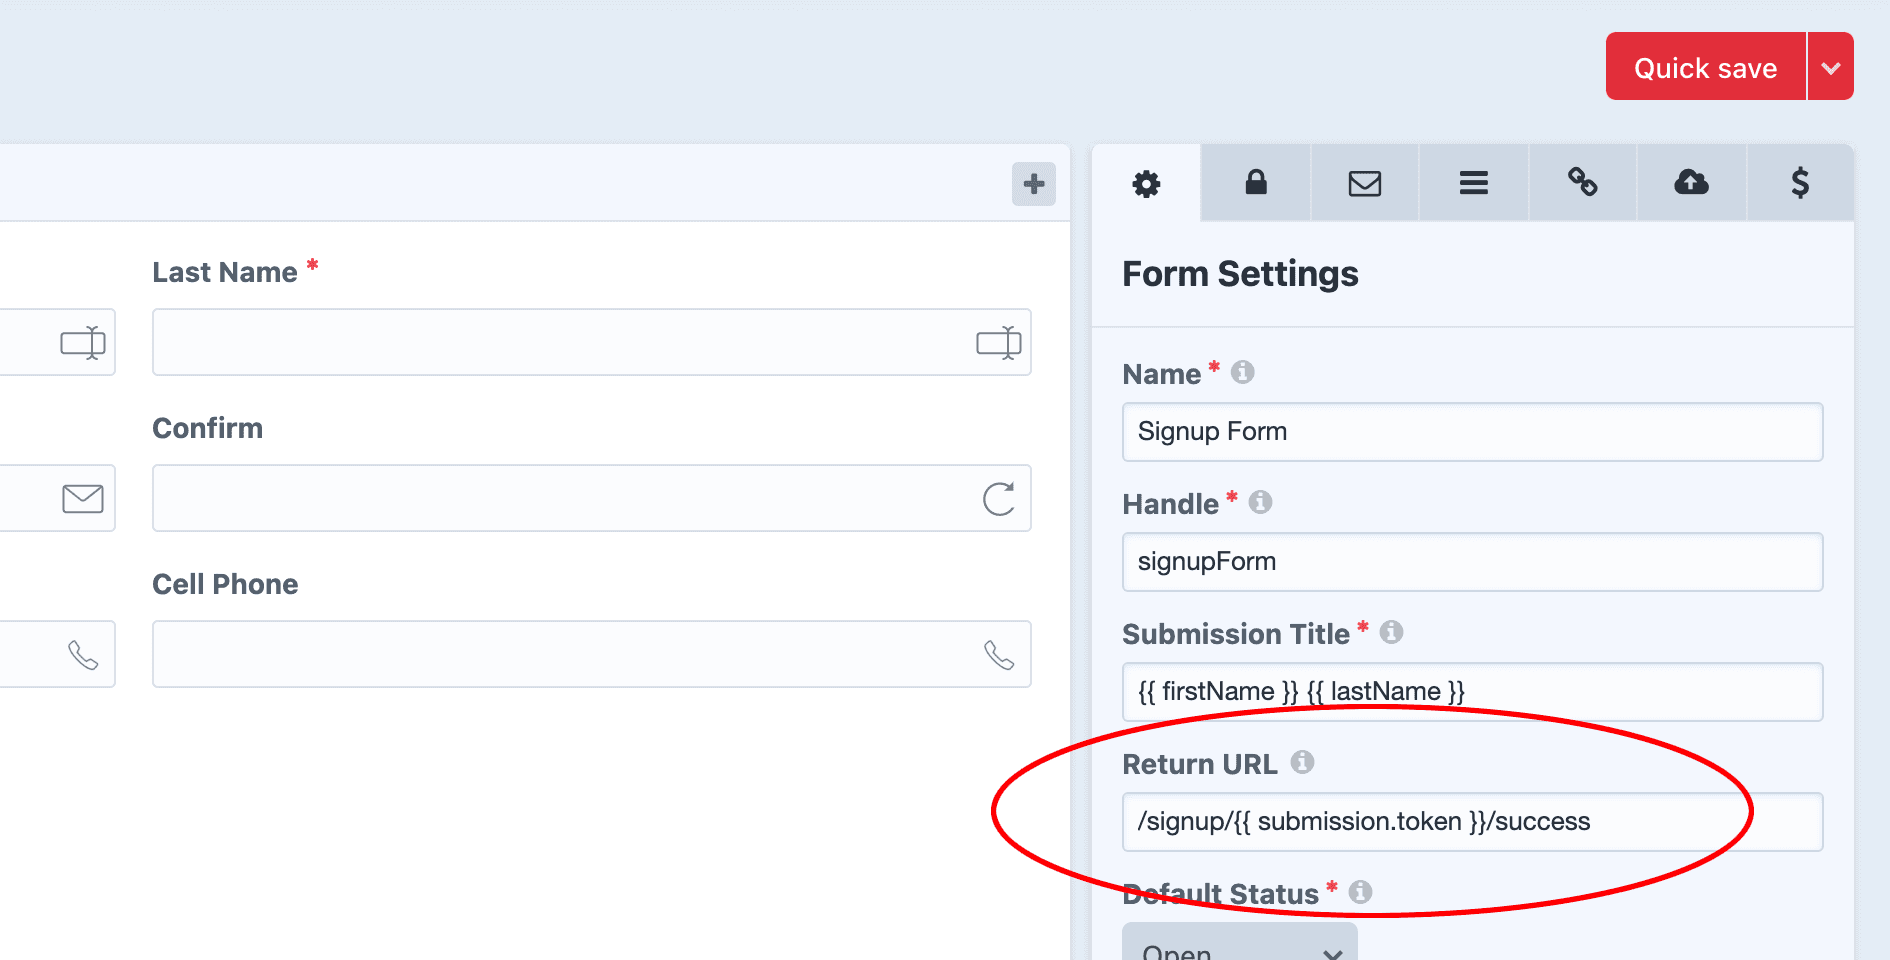 Quick save
Last Name *
Confirm
Cell Phone
Form Settings
Name *
Signup Form
Handle *
signupForm
Submission Title *
{{ firstName }} {{ lastName }}
Return URL
/signup/{{ submission.token }}/success
Default Status *
Open